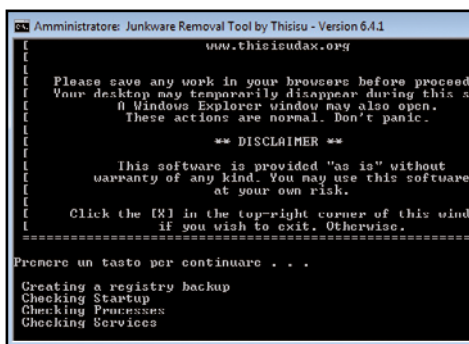 Amministratore: Junkware Removal Tool by Thisisu - Version 6.4.1
[ www.thisisudax.org
[
[
[ Please save any work in your browsers before proceed
[ Your desktop may temporarily disappear during this s
[ A Windows Explorer window may also open.
[ These actions are normal. Don't panic.
[
[ ** DISCLAIMER **
[
[ This software is provided "as is" without
[ warranty of any kind. You may use this software
[ at your own risk.
[
[ Click the [X] in the top-right corner of this wind
[ if you wish to exit. Otherwise.
================================================
Premere un tasto per continuare . . .
Creating a registry backup
Checking Startup
Checking Processes
Checking Services